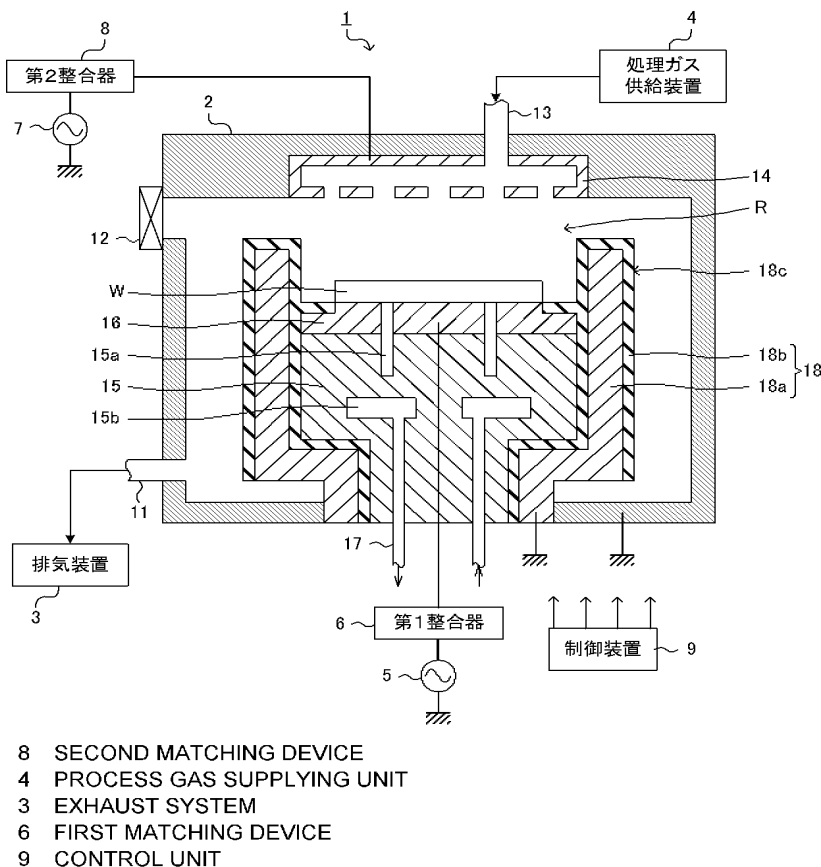 1
8
第2整合器
7
4
処理ガス
供給装置
13
2
14
R
12
W
16
15a
15
15b
18c
18b
18a
18
11
排気装置
3
17
6
第1整合器
5
制御装置
9
8 SECOND MATCHING DEVICE
4 PROCESS GAS SUPPLYING UNIT
3 EXHAUST SYSTEM
6 FIRST MATCHING DEVICE
9 CONTROL UNIT